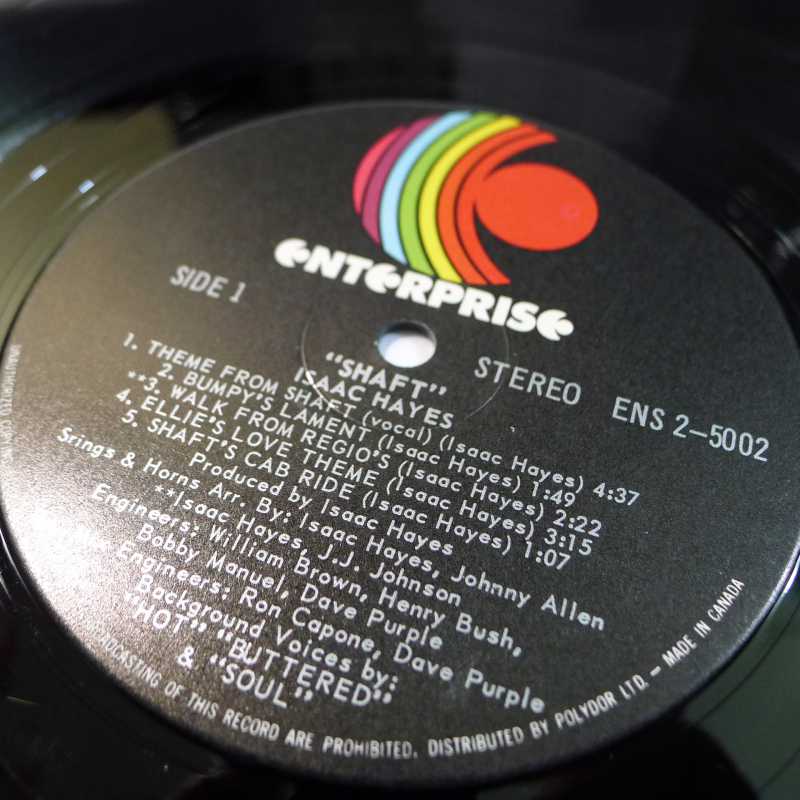 ENTERPRISE
SIDE 1
STEREO
ENS 2-5002
"SHAFT"
ISAAC HAYES
1. THEME FROM SHAFT (vocal) (Isaac Hayes) 4:37
2. BUMPY'S LAMENT (Isaac Hayes) 1:49
**3. WALK FROM REGIO'S (Isaac Hayes) 2:22
4. ELLIE'S LOVE THEME (Isaac Hayes) 3:15
5. SHAFT'S CAB RIDE (Isaac Hayes) 1:07
Produced by Isaac Hayes
Srings & Horns Arr. By: Isaac Hayes, Johnny Allen
**Isaac Hayes, J.J. Johnson
Engineers: William Brown, Henry Bush,
Bobby Manuel, Dave Purple
Engineers: Ron Capone, Dave Purple
Background Voices by:
"HOT" "BUTTERED"
& "SOUL"
OF THIS RECORD ARE PROHIBITED. DISTRIBUTED BY POLYDOR LTD. – MADE IN CANADA